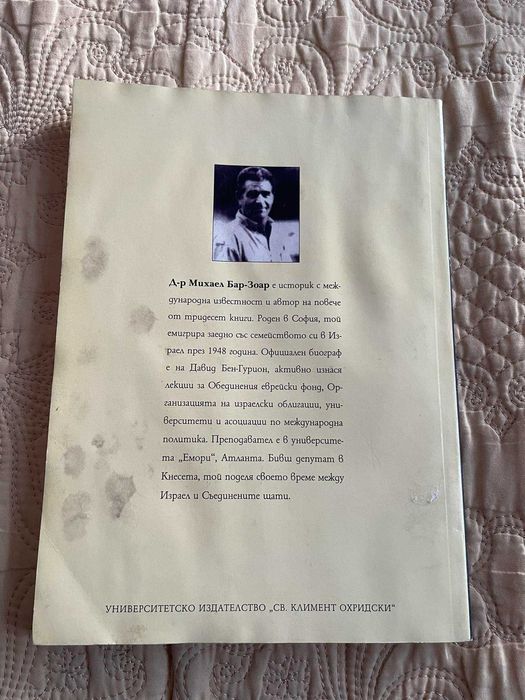 Д-р Михаел Бар-Зоар е историк с меж-
дународна известност и автор на повече
от тридесет книги. Роден в София, той
емигрира заедно със семейството си в Из-
раел през 1948 година. Официален биограф
е на Давид Бен-Гурион, активно изнася
лекции за Обединения еврейски фонд, Ор-
ганизацията на израелски облигации, уни-
верситети и асоциации по международна
политика. Преподавател е в университе-
та „Емори“, Атланта. Бивш депутат в
Кнесета, той поделя своето време между
Израел и Съединените щати.
УНИВЕРСИТЕТСКО ИЗДАТЕЛСТВО „СВ. КЛИМЕНТ ОХРИДСКИ“